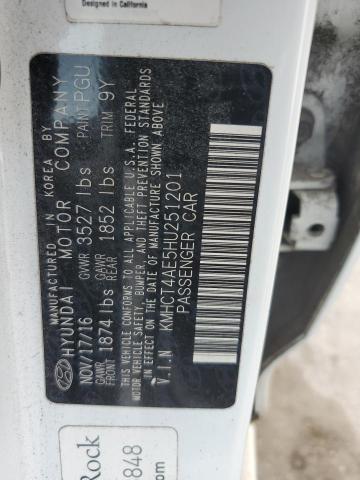 Designed in California
MANUFACTURED IN KOREA BY
HYUNDAI MOTOR COMPANY
NOV/17/16 GVWR 3527 lbs PAINT PGU
GAWR FRONT 1874 lbs GAWR REAR 1852 lbs TRIM 9Y
THIS VEHICLE CONFORMS TO ALL APPLICABLE U.S.A. FEDERAL
MOTOR VEHICLE SAFETY, BUMPER, AND THEFT PREVENTION STANDARDS
IN EFFECT ON THE DATE OF MANUFACTURE SHOWN ABOVE.
V.I.N KMHCT4AE5HU251201
PASSENGER CAR
Rock
848
com